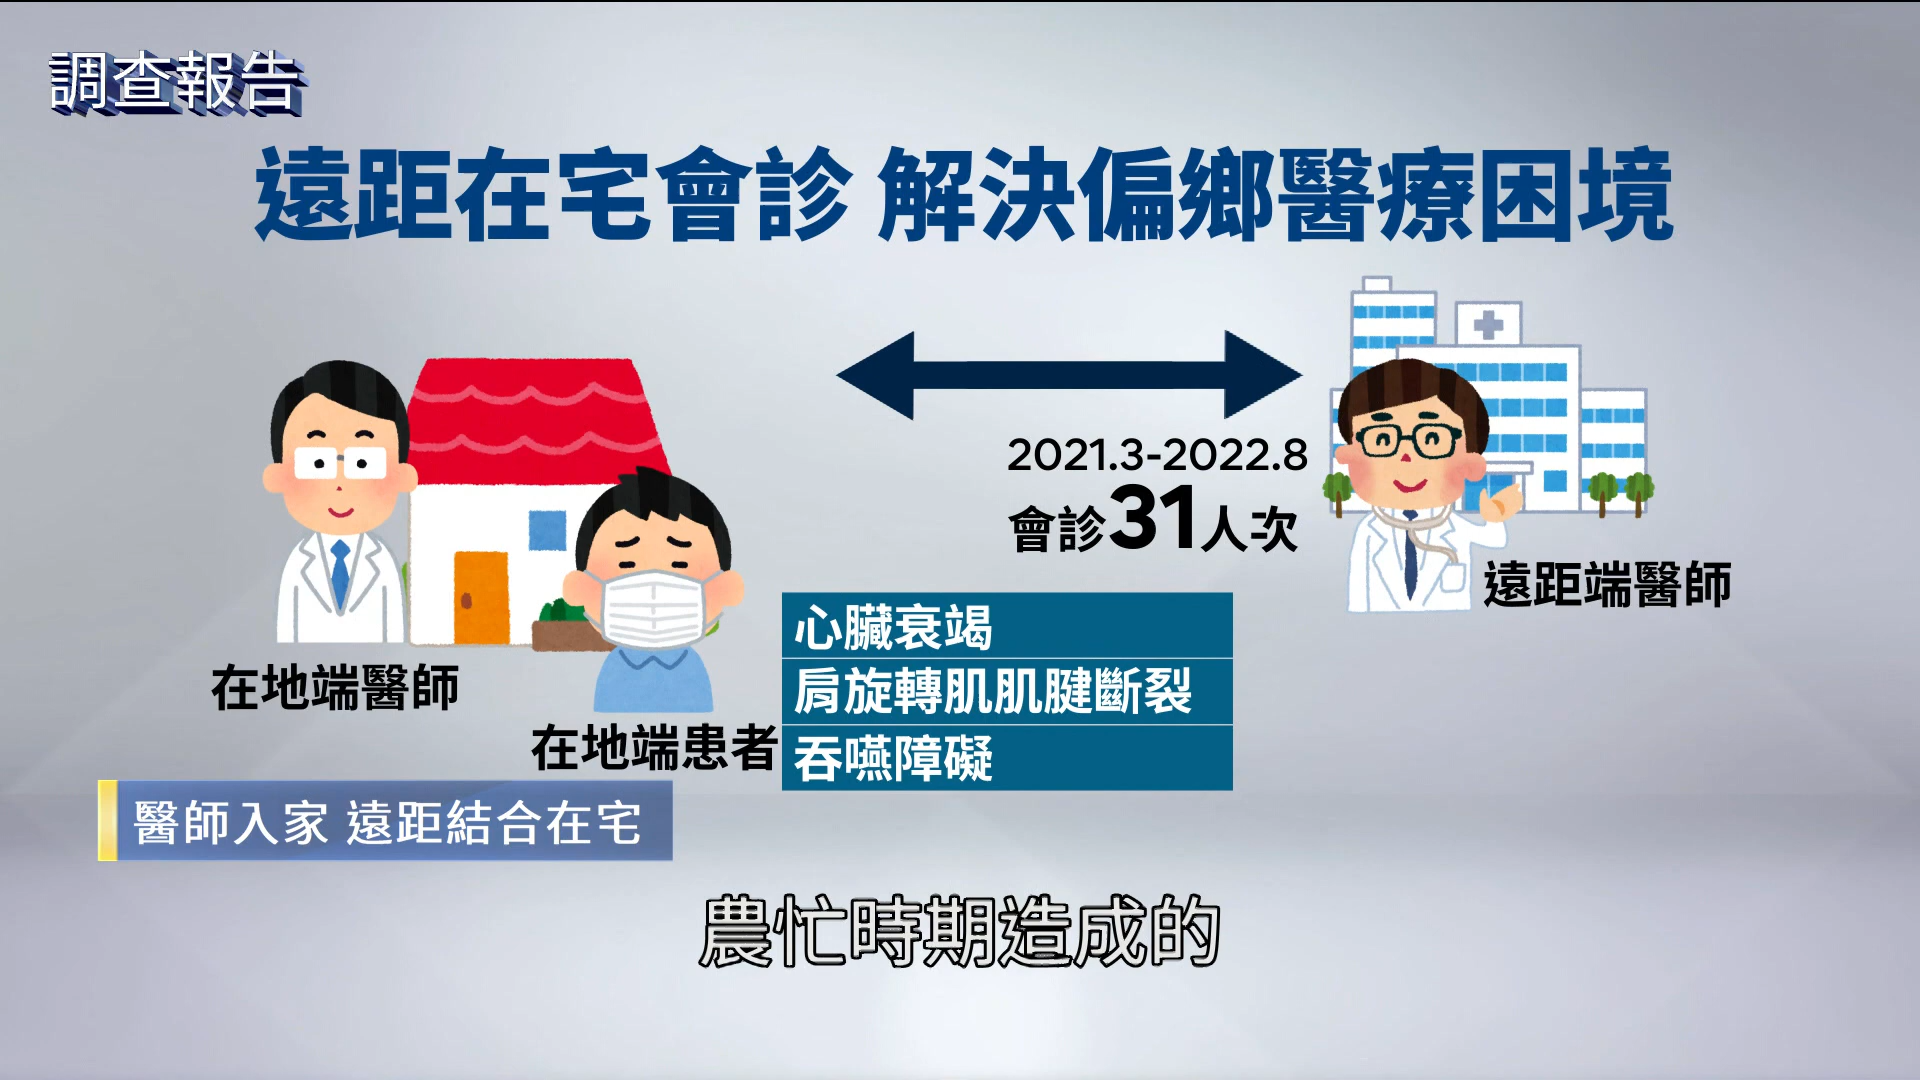 調查報告
遠距在宅會診 解決偏鄉醫療困境
2021.3-2022.8
會診31人次
遠距端醫師
心臟衰竭
肩旋轉肌肌腱斷裂
吞嚥障礙
在地端醫師
在地端患者
醫師入家 遠距結合在宅
農忙時期造成的